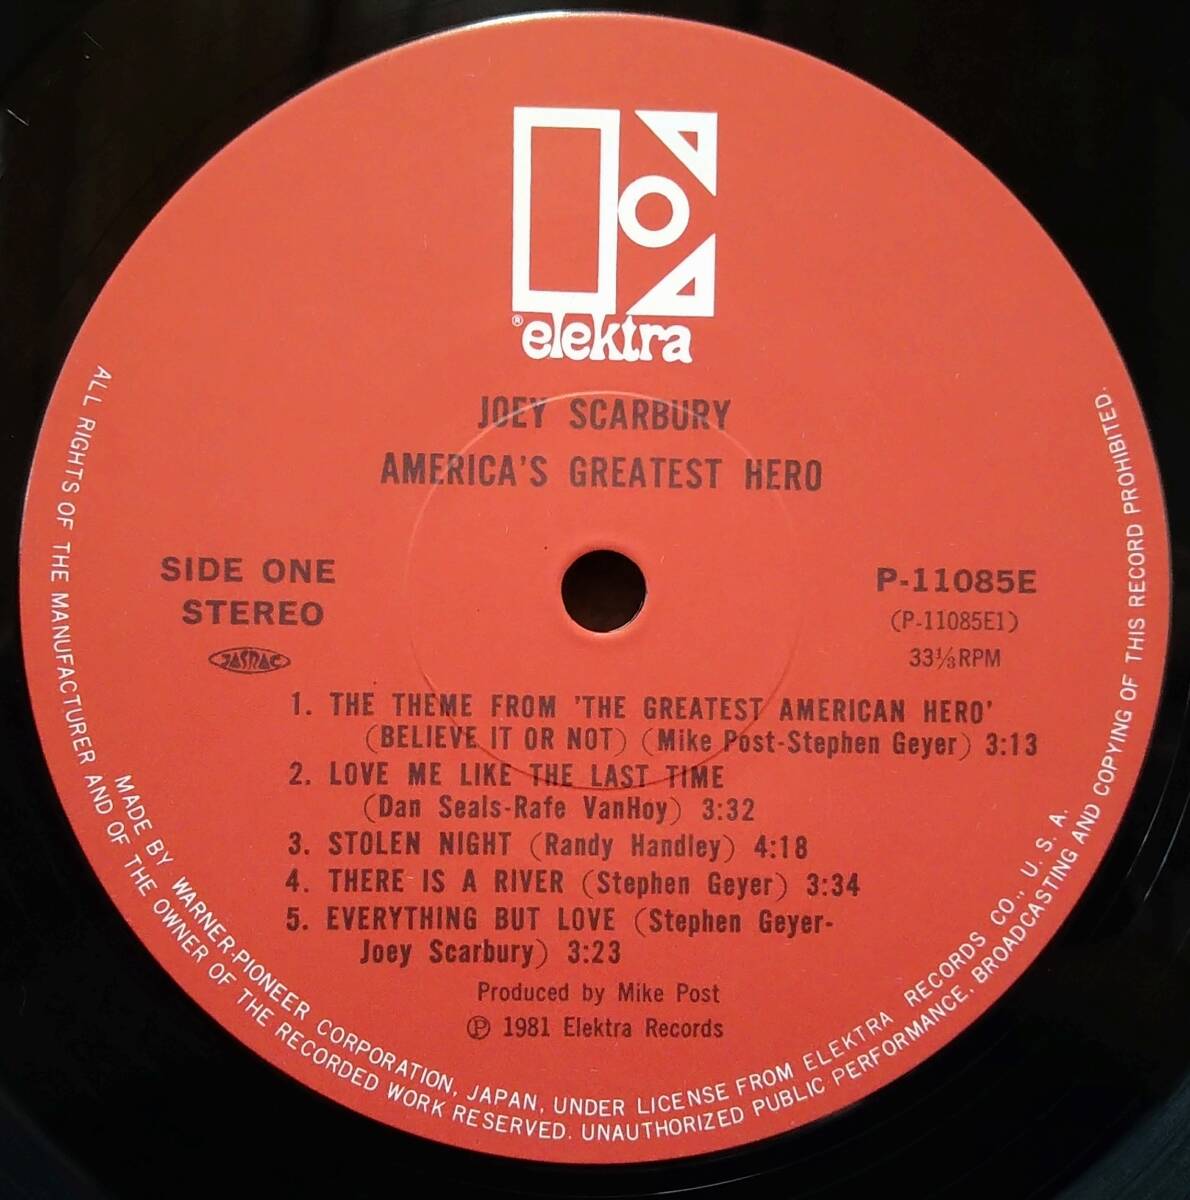 ® elektra
JOEY SCARBURY
AMERICA'S GREATEST HERO
SIDE ONE
STEREO
JASRAC
P-11085E
(P-11085E1)
33⅓RPM
1. THE THEME FROM 'THE GREATEST AMERICAN HERO'
(BELIEVE IT OR NOT) (Mike Post-Stephen Geyer) 3:13
2. LOVE ME LIKE THE LAST TIME
(Dan Seals-Rafe VanHoy) 3:32
3. STOLEN NIGHT (Randy Handley) 4:18
4. THERE IS A RIVER (Stephen Geyer) 3:34
5. EVERYTHING BUT LOVE (Stephen Geyer-
Joey Scarbury) 3:23
Produced by Mike Post
Ⓟ 1981 Elektra Records
MADE BY WARNER-PIONEER CORPORATION, JAPAN, UNDER LICENSE FROM ELEKTRA RECORDS CO., U. S. A.
ALL RIGHTS OF THE MANUFACTURER AND OF THE OWNER OF THE RECORDED WORK RESERVED. UNAUTHORIZED PUBLIC PERFORMANCE, BROADCASTING AND COPYING OF THIS RECORD PROHIBITED.